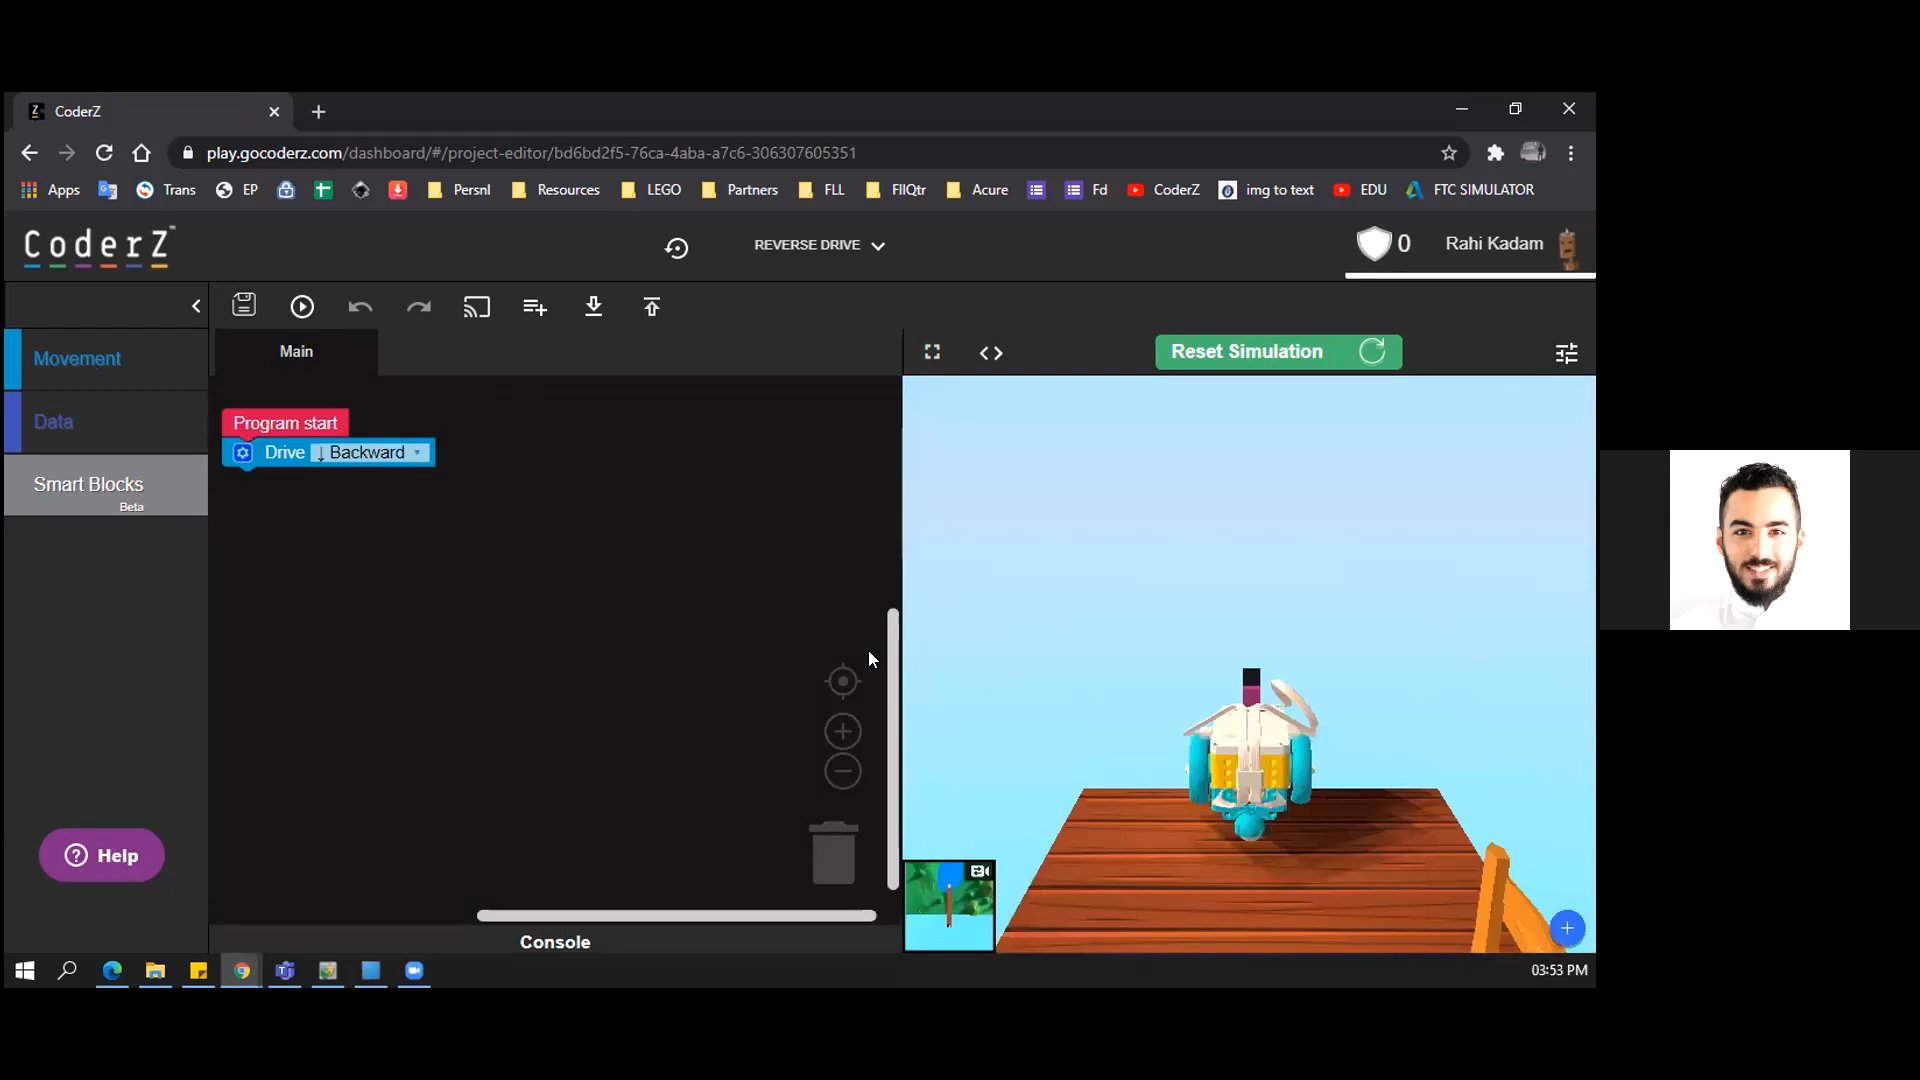 CoderZ
play.gocoderz.com/dashboard/#/project-editor/bd6bd2f5-76ca-4aba-a7c6-306307605351
Apps Trans EP Persnl Resources LEGO Partners FLL FllQtr Acure Fd CoderZ img to text EDU FTC SIMULATOR
CoderZ™ REVERSE DRIVE 0 Rahi Kadam
Main Reset Simulation
Movement
Data
Smart Blocks
Beta
Program start
Drive ↓ Backward
Help
Console
03:53 PM